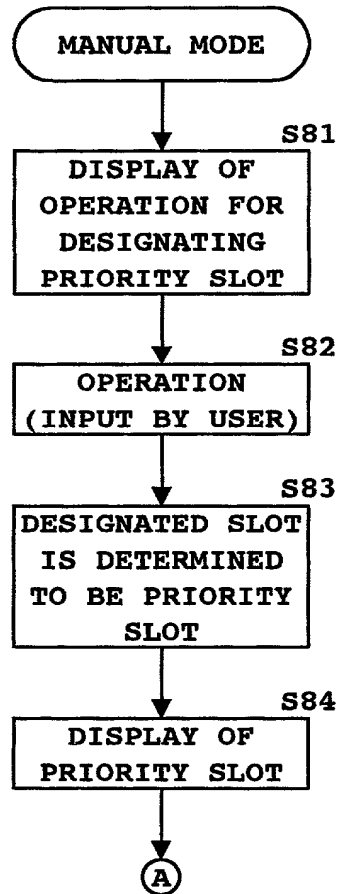 MANUAL MODE
S81
DISPLAY OF
OPERATION FOR
DESIGNATING
PRIORITY SLOT
S82
OPERATION
(INPUT BY USER)
S83
DESIGNATED SLOT
IS DETERMINED
TO BE PRIORITY
SLOT
S84
DISPLAY OF
PRIORITY SLOT
A